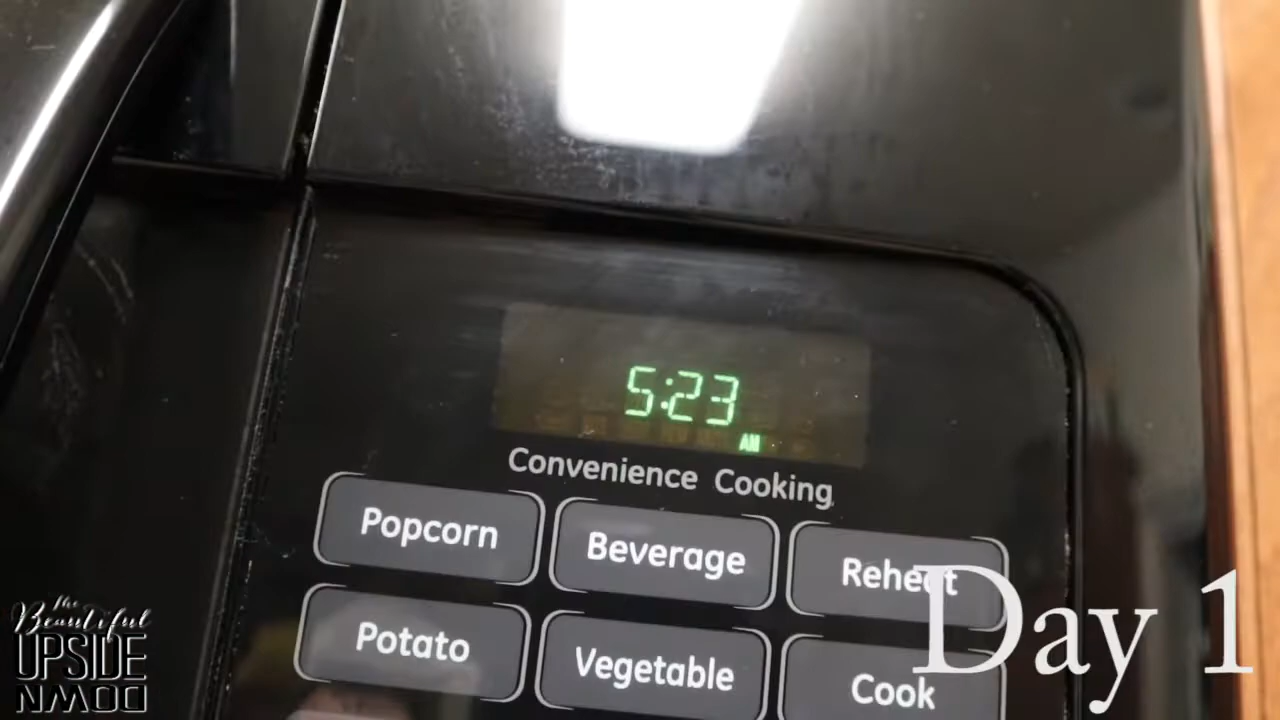 5:23
AM
Convenience Cooking
Popcorn Beverage Reheat
Potato Vegetable Cook
Day 1
The
Beautiful
UPSIDE
DOWN